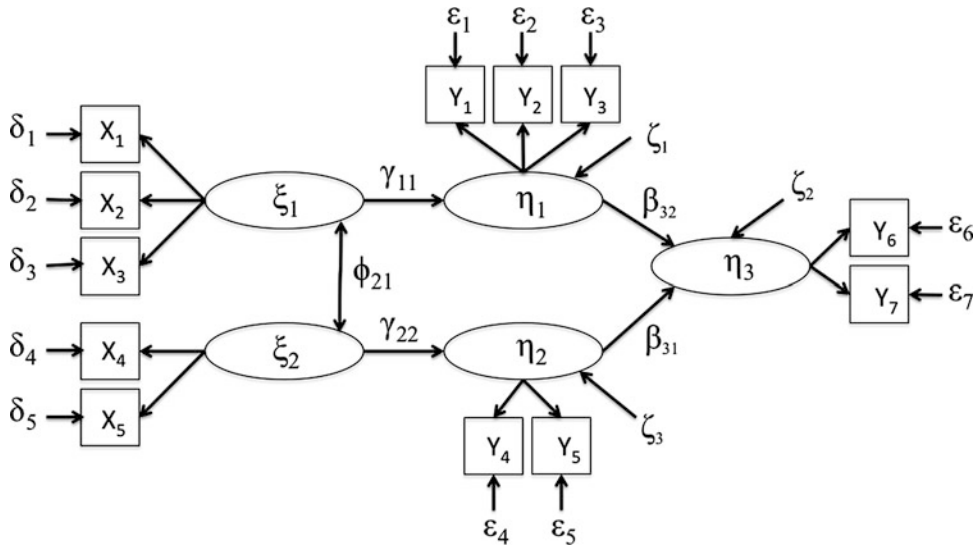 ε₁ ε₂ ε₃
Y₁ Y₂ Y₃
δ₁ X₁
ζ₁
δ₂ X₂ ξ₁ γ₁₁ η₁ β₃₂ ζ₂
δ₃ X₃
Y₆ ε₆
ϕ₂₁ η₃
Y₇ ε₇
δ₄ X₄ ξ₂ γ₂₂ η₂ β₃₁
δ₅ X₅
ζ₃
Y₄ Y₅
ε₄ ε₅